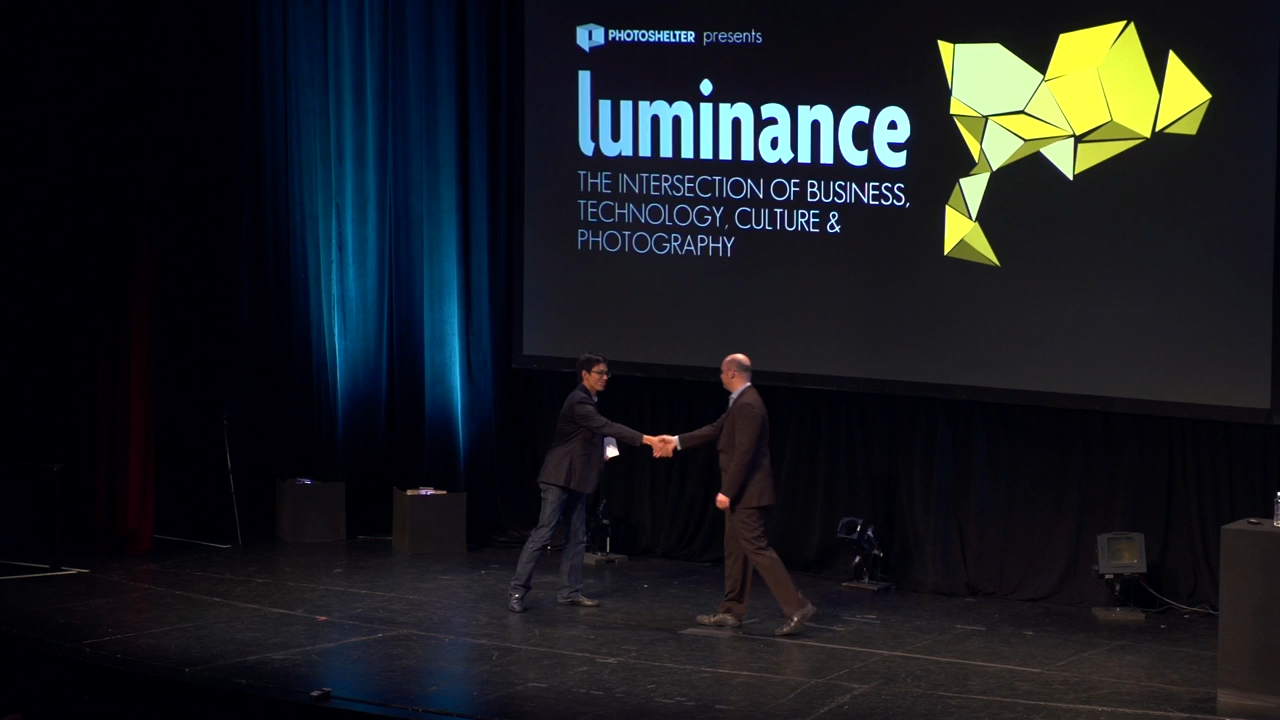 PHOTOSHELTER presents
luminance
THE INTERSECTION OF BUSINESS,
TECHNOLOGY, CULTURE &
PHOTOGRAPHY